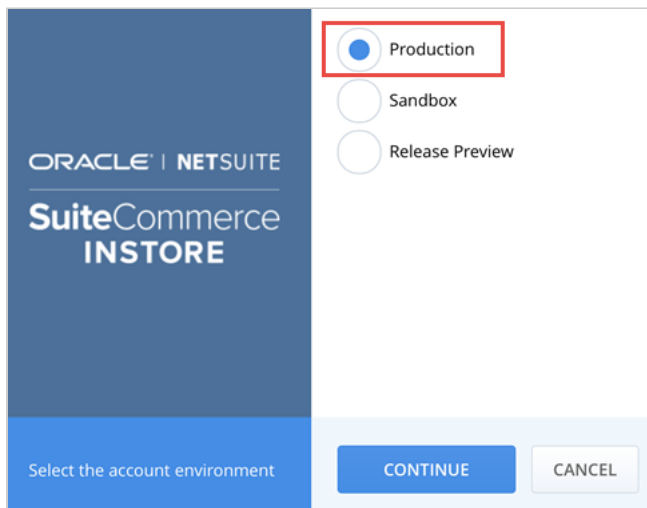 ORACLE | NETSUITE
SuiteCommerce
INSTORE
Select the account environment
Production
Sandbox
Release Preview
CONTINUE
CANCEL